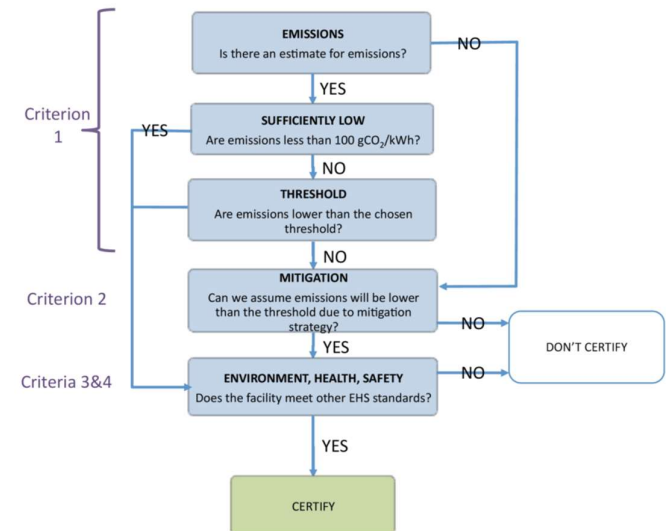 EMISSIONS
Is there an estimate for emissions?
NO
YES
Criterion
1
YES
SUFFICIENTLY LOW
Are emissions less than 100 gCO₂/kWh?
NO
THRESHOLD
Are emissions lower than the chosen
threshold?
NO
Criterion 2
MITIGATION
Can we assume emissions will be lower
than the threshold due to mitigation
strategy?
NO
DON'T CERTIFY
YES
Criteria 3&4
ENVIRONMENT, HEALTH, SAFETY
Does the facility meet other EHS standards?
NO
YES
CERTIFY